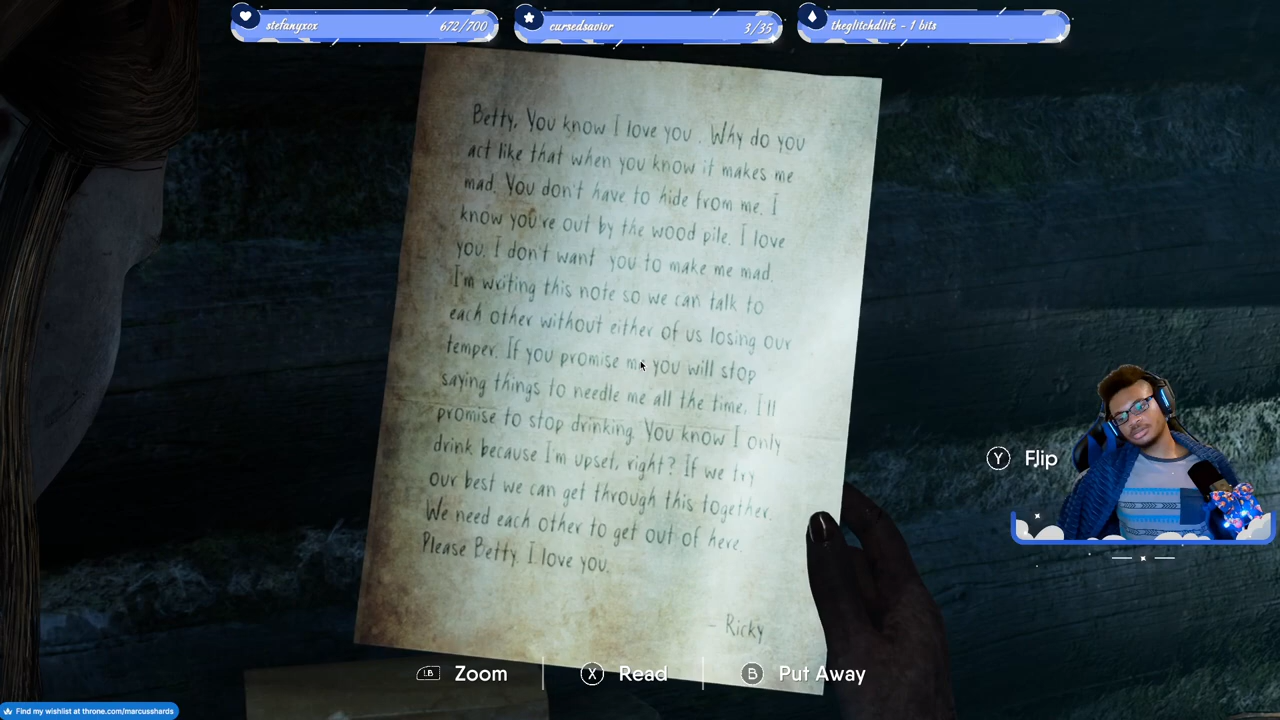 stefanyxox 672/700
cursedsavior 3/35
theglitchdlife - 1 bits
Betty, You know I love you . Why do you
act like that when you know it makes me
mad. You don't have to hide from me. I
know you're out by the wood pile. I love
you. I don't want you to make me mad.
I'm writing this note so we can talk to
each other without either of us losing our
temper. If you promise me you will stop
saying things to needle me all the time, I'll
promise to stop drinking. You know I only
drink because I'm upset, right? If we try
our best we can get through this together.
We need each other to get out of here.
Please Betty. I love you.
- Ricky
Y Flip
LB Zoom X Read B Put Away
Find my wishlist at throne.com/marcusshards